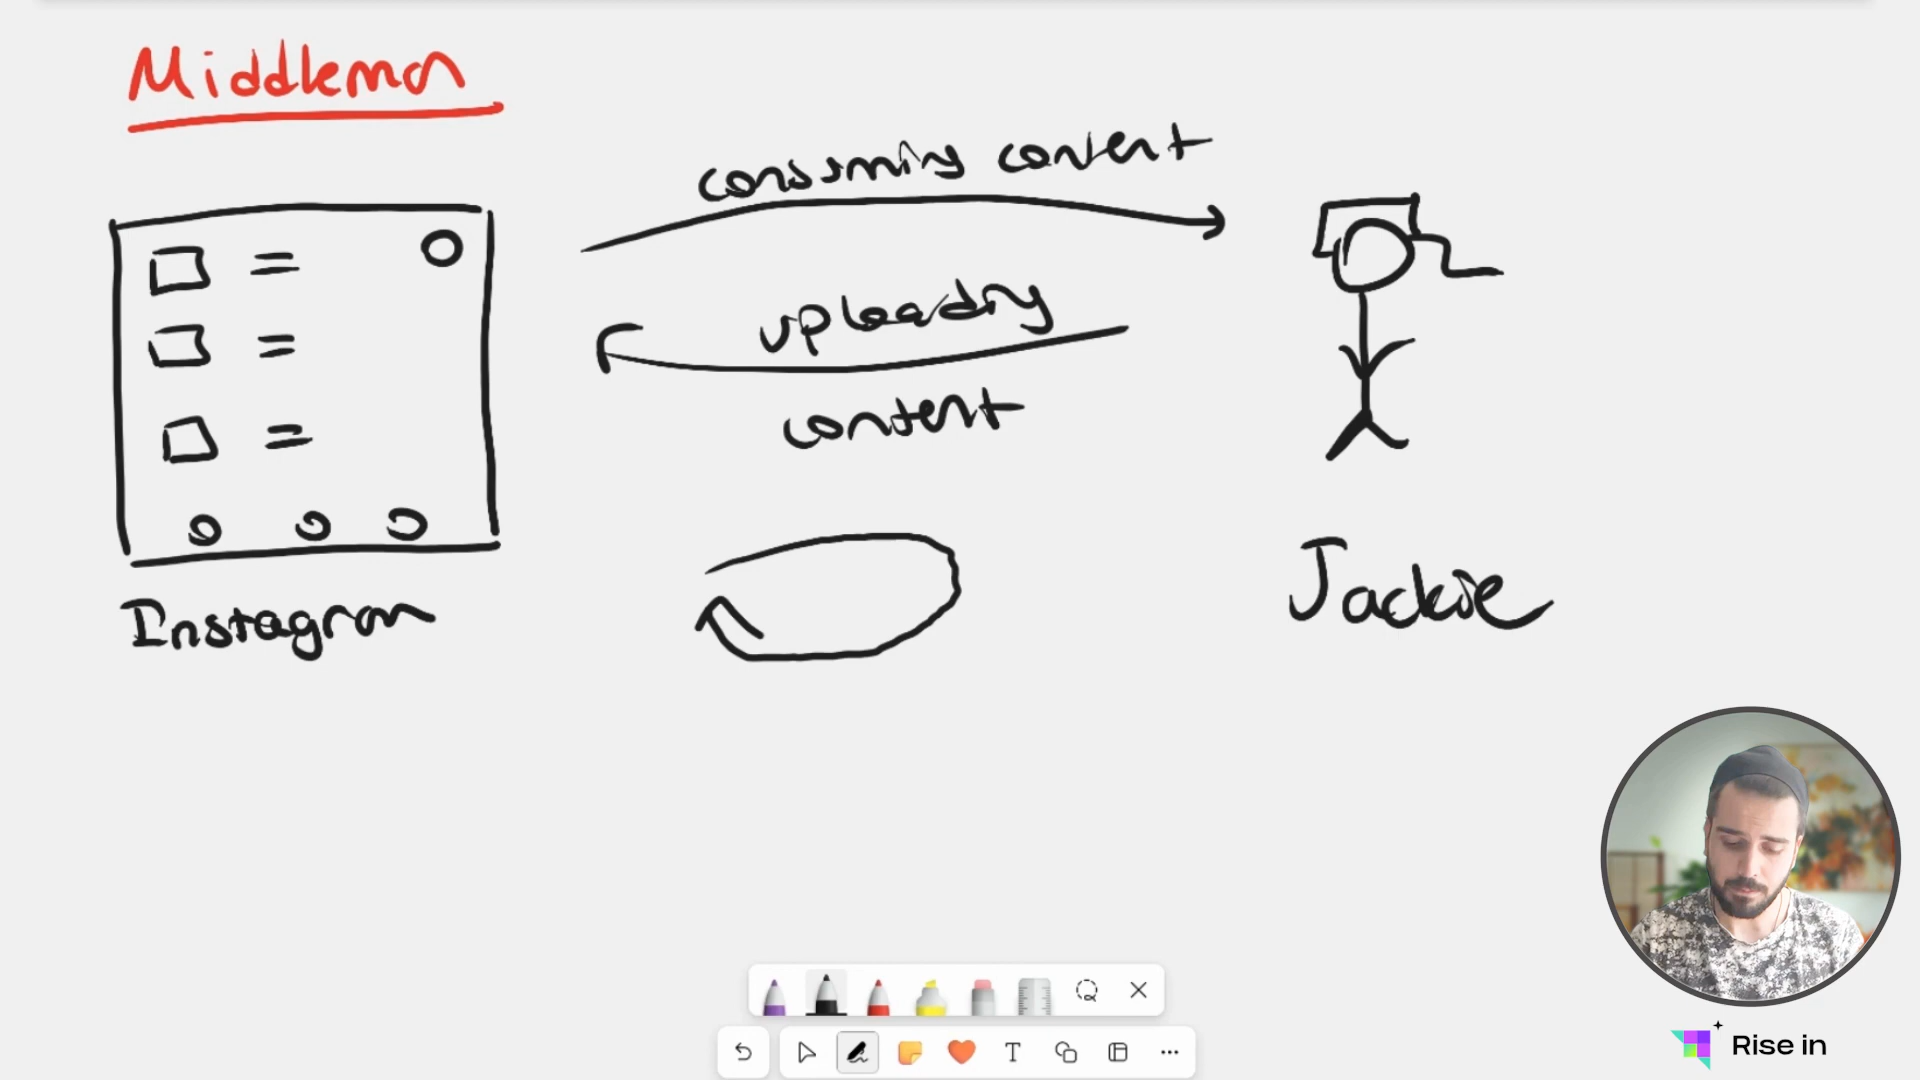 Middleman
consuming content
uploading
content
Instagram
Jackie
T
Rise in